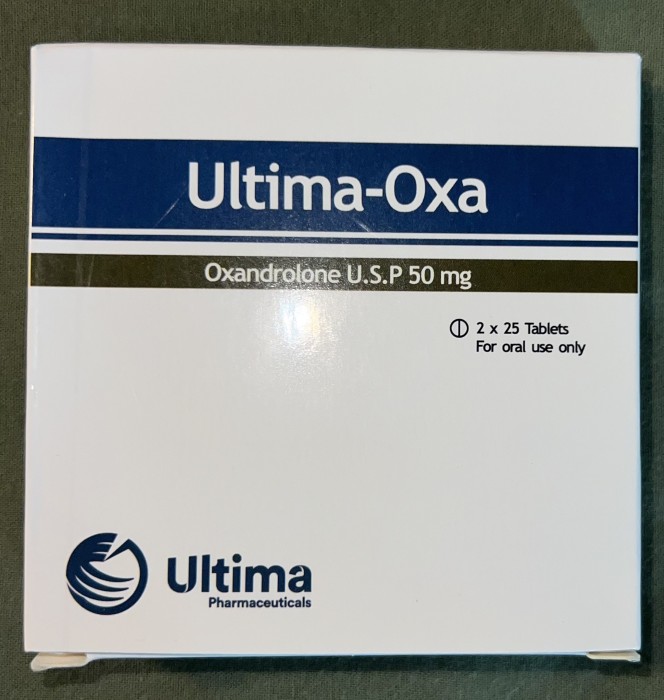 Ultima-Oxa
Oxandrolone U.S.P 50 mg
2 x 25 Tablets
For oral use only
Ultima
Pharmaceuticals